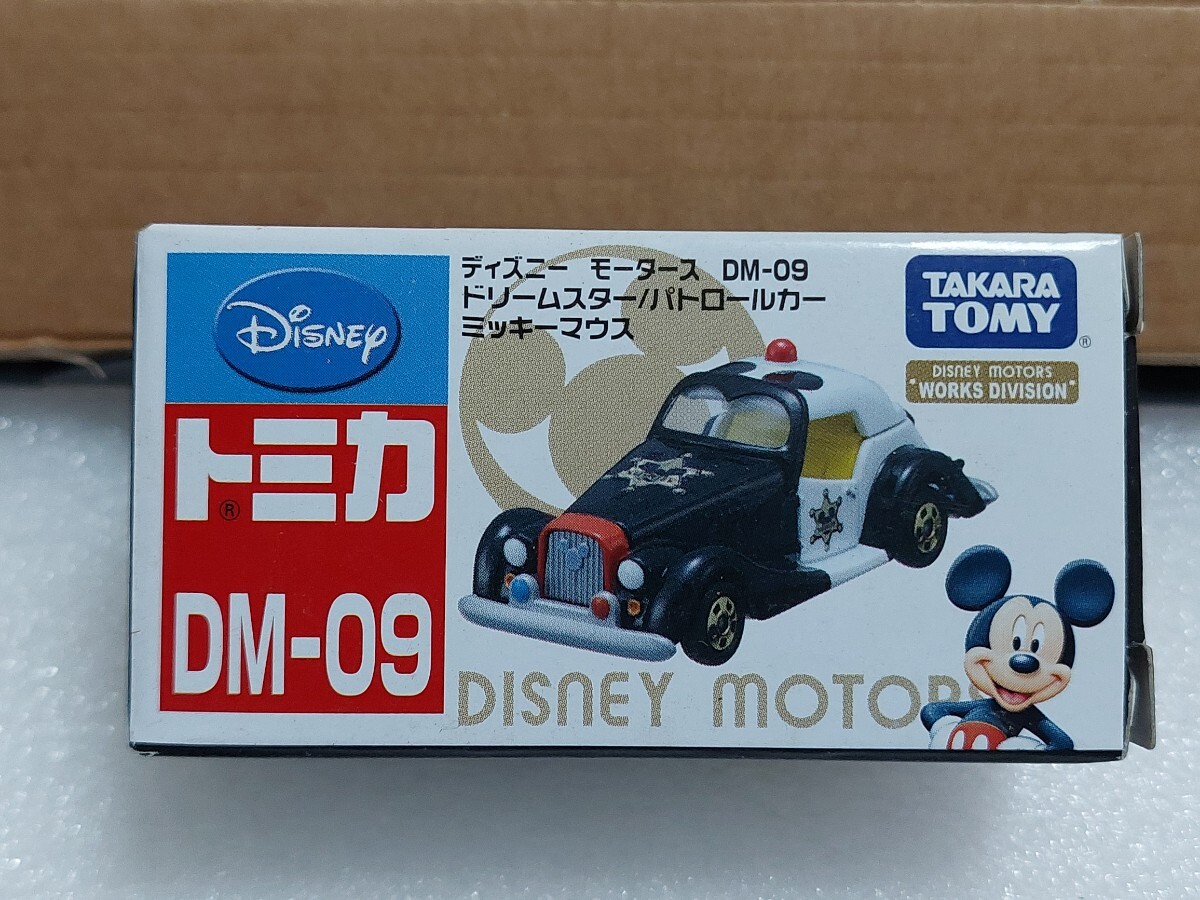 Disney
トミカ
®
DM-09
ディズニー モータース DM-09
ドリームスター/パトロールカー
ミッキーマウス
TAKARA
TOMY
®
DISNEY MOTORS
"WORKS DIVISION"
DISNEY MOTORS